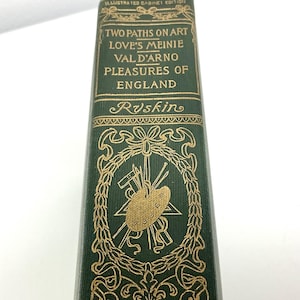 ILLUSTRATED CABINET EDITION
TWO PATHS ON ART
LOVE'S MEINIE
VAL D'ARNO
PLEASURES OF
ENGLAND
Ruskin